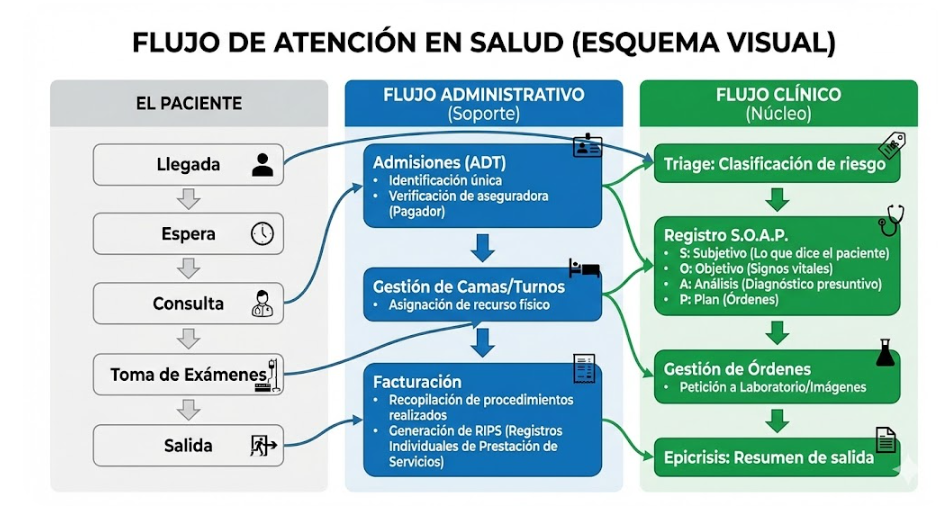 FLUJO DE ATENCIÓN EN SALUD (ESQUEMA VISUAL)
EL PACIENTE
Llegada
Espera
Consulta
Toma de Exámenes
Salida
FLUJO ADMINISTRATIVO
(Soporte)
Admisiones (ADT)
• Identificación única
• Verificación de aseguradora
(Pagador)
Gestión de Camas/Turnos
• Asignación de recurso físico
Facturación
• Recopilación de procedimientos
realizados
• Generación de RIPS (Registros
Individuales de Prestación de
Servicios)
FLUJO CLÍNICO
(Núcleo)
Triage: Clasificación de riesgo
Registro S.O.A.P.
• S: Subjetivo (Lo que dice el paciente)
• O: Objetivo (Signos vitales)
• A: Análisis (Diagnóstico presuntivo)
• P: Plan (Órdenes)
Gestión de Órdenes
• Petición a Laboratorio/Imágenes
Epicrisis: Resumen de salida